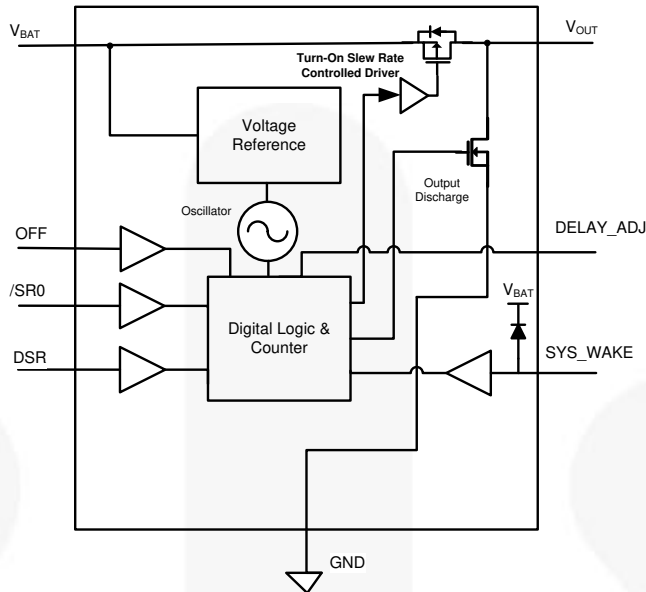 VBAT
VOUT
Turn-On Slew Rate
Controlled Driver
Voltage
Reference
Output
Discharge
Oscillator
OFF
DELAY_ADJ
/SR0
VBAT
Digital Logic &
Counter
DSR
SYS_WAKE
GND